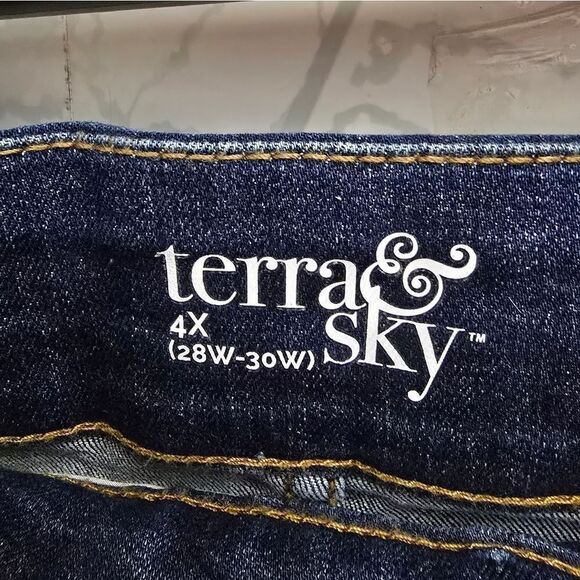 terra&
4X
(28W-30W)
sky™